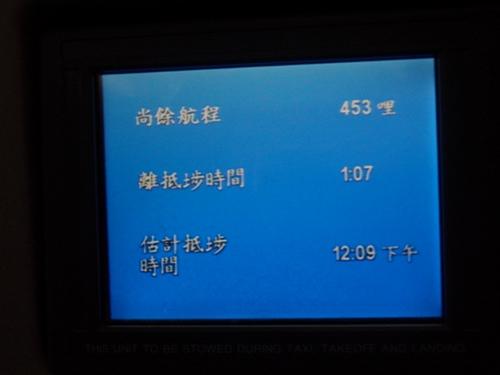 尚餘航程 453 哩
離抵埗時間 1:07
估計抵埗
時間 12:09 下午
THIS UNIT TO BE STOWED DURING TAXI, TAKEOFF AND LANDING